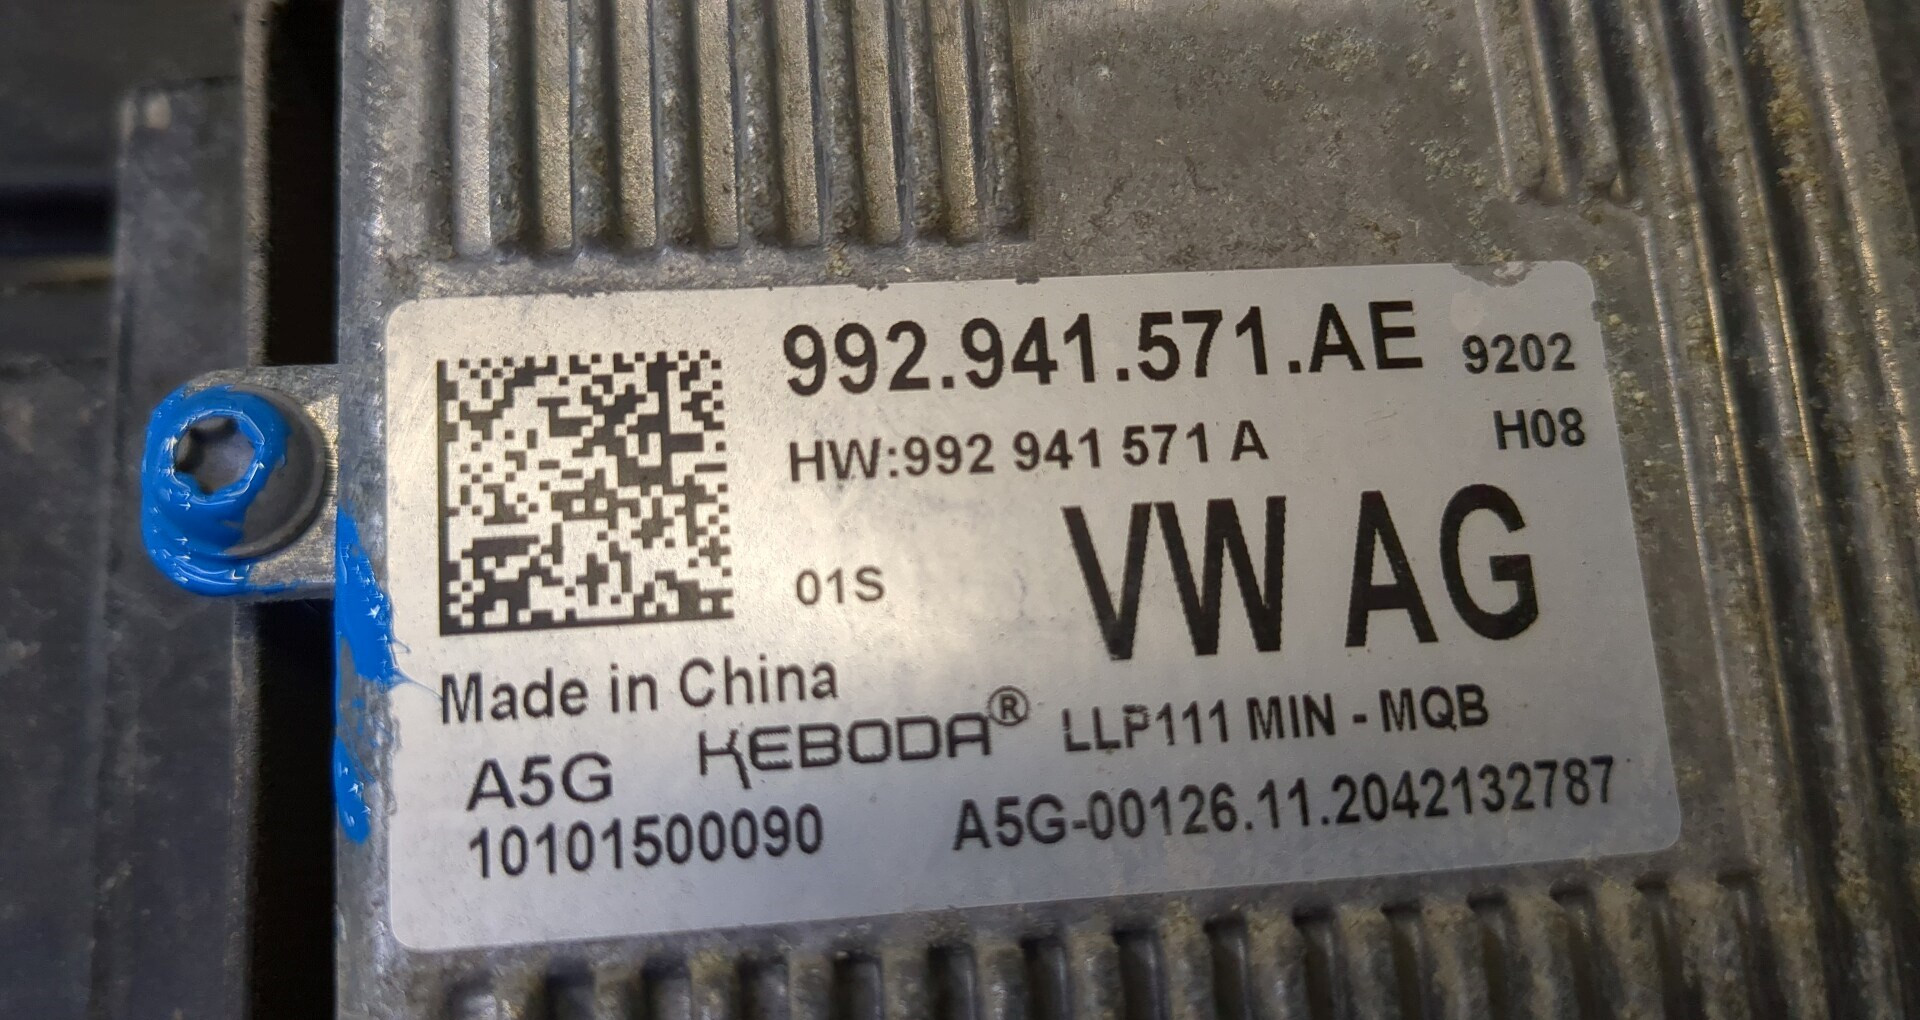 992.941.571.AE 9202
HW:992 941 571 A H08
01S VW AG
Made in China
A5G KEBODA® LLP111 MIN - MQB
10101500090 A5G-00126.11.2042132787